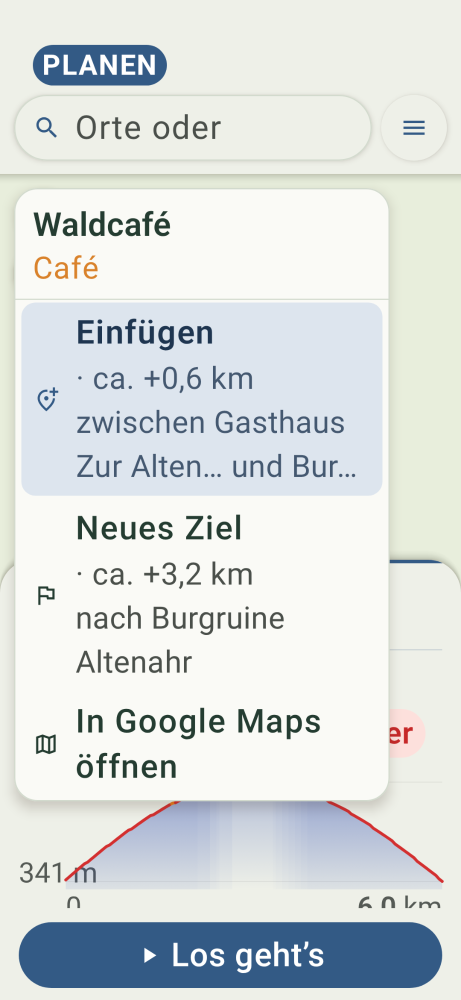 PLANEN
Orte oder
Waldcafé
Café
Einfügen
· ca. +0,6 km
zwischen Gasthaus
Zur Alten… und Bur…
Neues Ziel
· ca. +3,2 km
nach Burgruine
Altenahr
In Google Maps
öffnen
er
341 m
0
6,0 km
Los geht’s